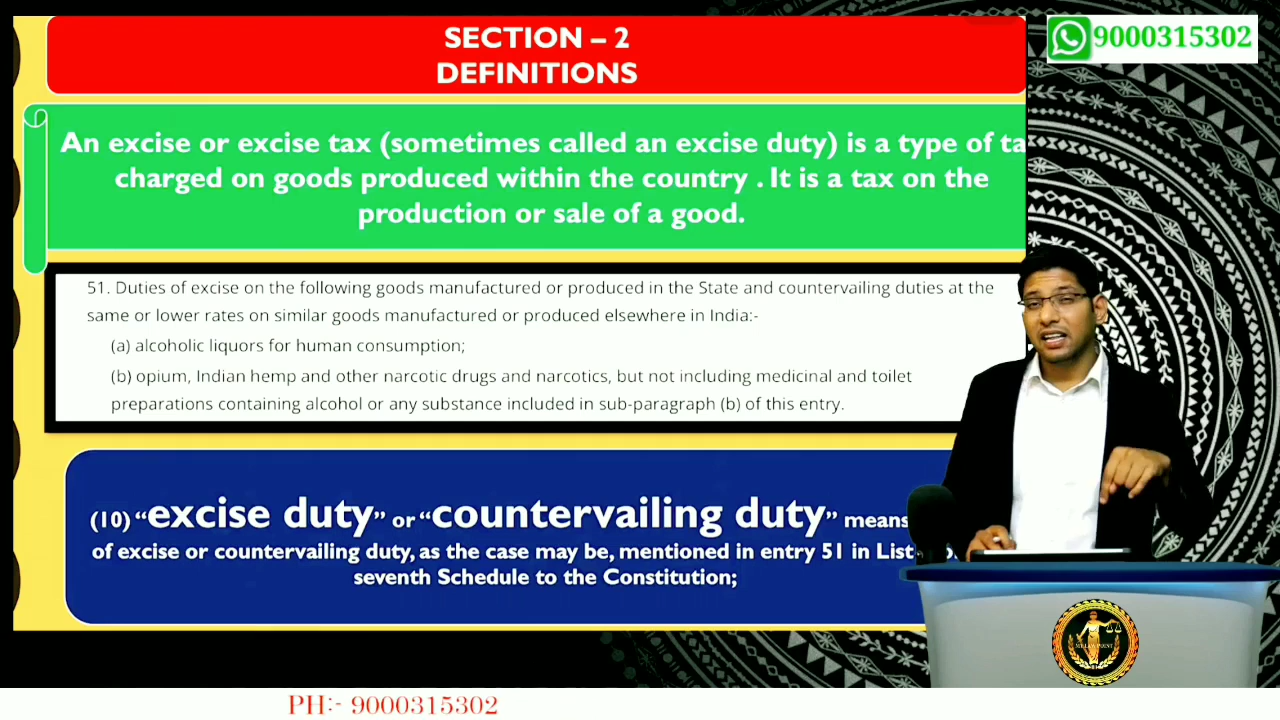 SECTION – 2
DEFINITIONS
9000315302
An excise or excise tax (sometimes called an excise duty) is a type of ta
charged on goods produced within the country . It is a tax on the
production or sale of a good.
51. Duties of excise on the following goods manufactured or produced in the State and countervailing duties at the
same or lower rates on similar goods manufactured or produced elsewhere in India:-
(a) alcoholic liquors for human consumption;
(b) opium, Indian hemp and other narcotic drugs and narcotics, but not including medicinal and toilet
preparations containing alcohol or any substance included in sub-paragraph (b) of this entry.
(10) “excise duty” or “countervailing duty” means
of excise or countervailing duty, as the case may be, mentioned in entry 51 in List
seventh Schedule to the Constitution;
PH:- 9000315302